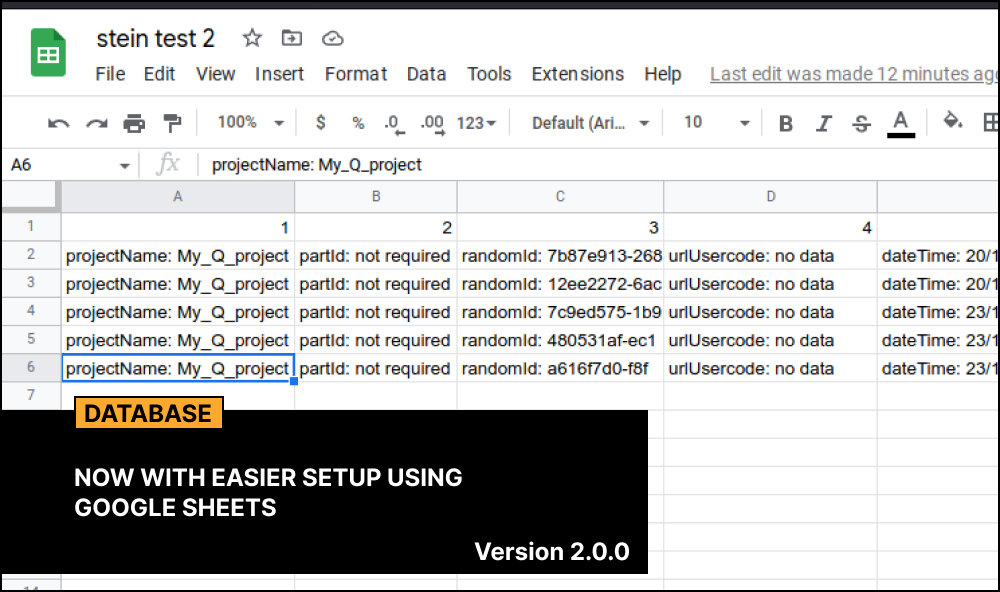 stein test 2
File Edit View Insert Format Data Tools Extensions Help Last edit was made 12 minutes ago
100% $ % .0 .00 123 Default (Ari... 10 B I S A
A6 fx projectName: My_Q_project
A B C D
1 1 2 3 4
2 projectName: My_Q_project partId: not required randomId: 7b87e913-268 urlUsercode: no data dateTime: 20/1
3 projectName: My_Q_project partId: not required randomId: 12ee2272-6ac urlUsercode: no data dateTime: 20/1
4 projectName: My_Q_project partId: not required randomId: 7c9ed575-1b9 urlUsercode: no data dateTime: 23/1
5 projectName: My_Q_project partId: not required randomId: 480531af-ec1 urlUsercode: no data dateTime: 23/1
6 projectName: My_Q_project partId: not required randomId: a616f7d0-f8f urlUsercode: no data dateTime: 23/1
7
DATABASE
NOW WITH EASIER SETUP USING
GOOGLE SHEETS
Version 2.0.0